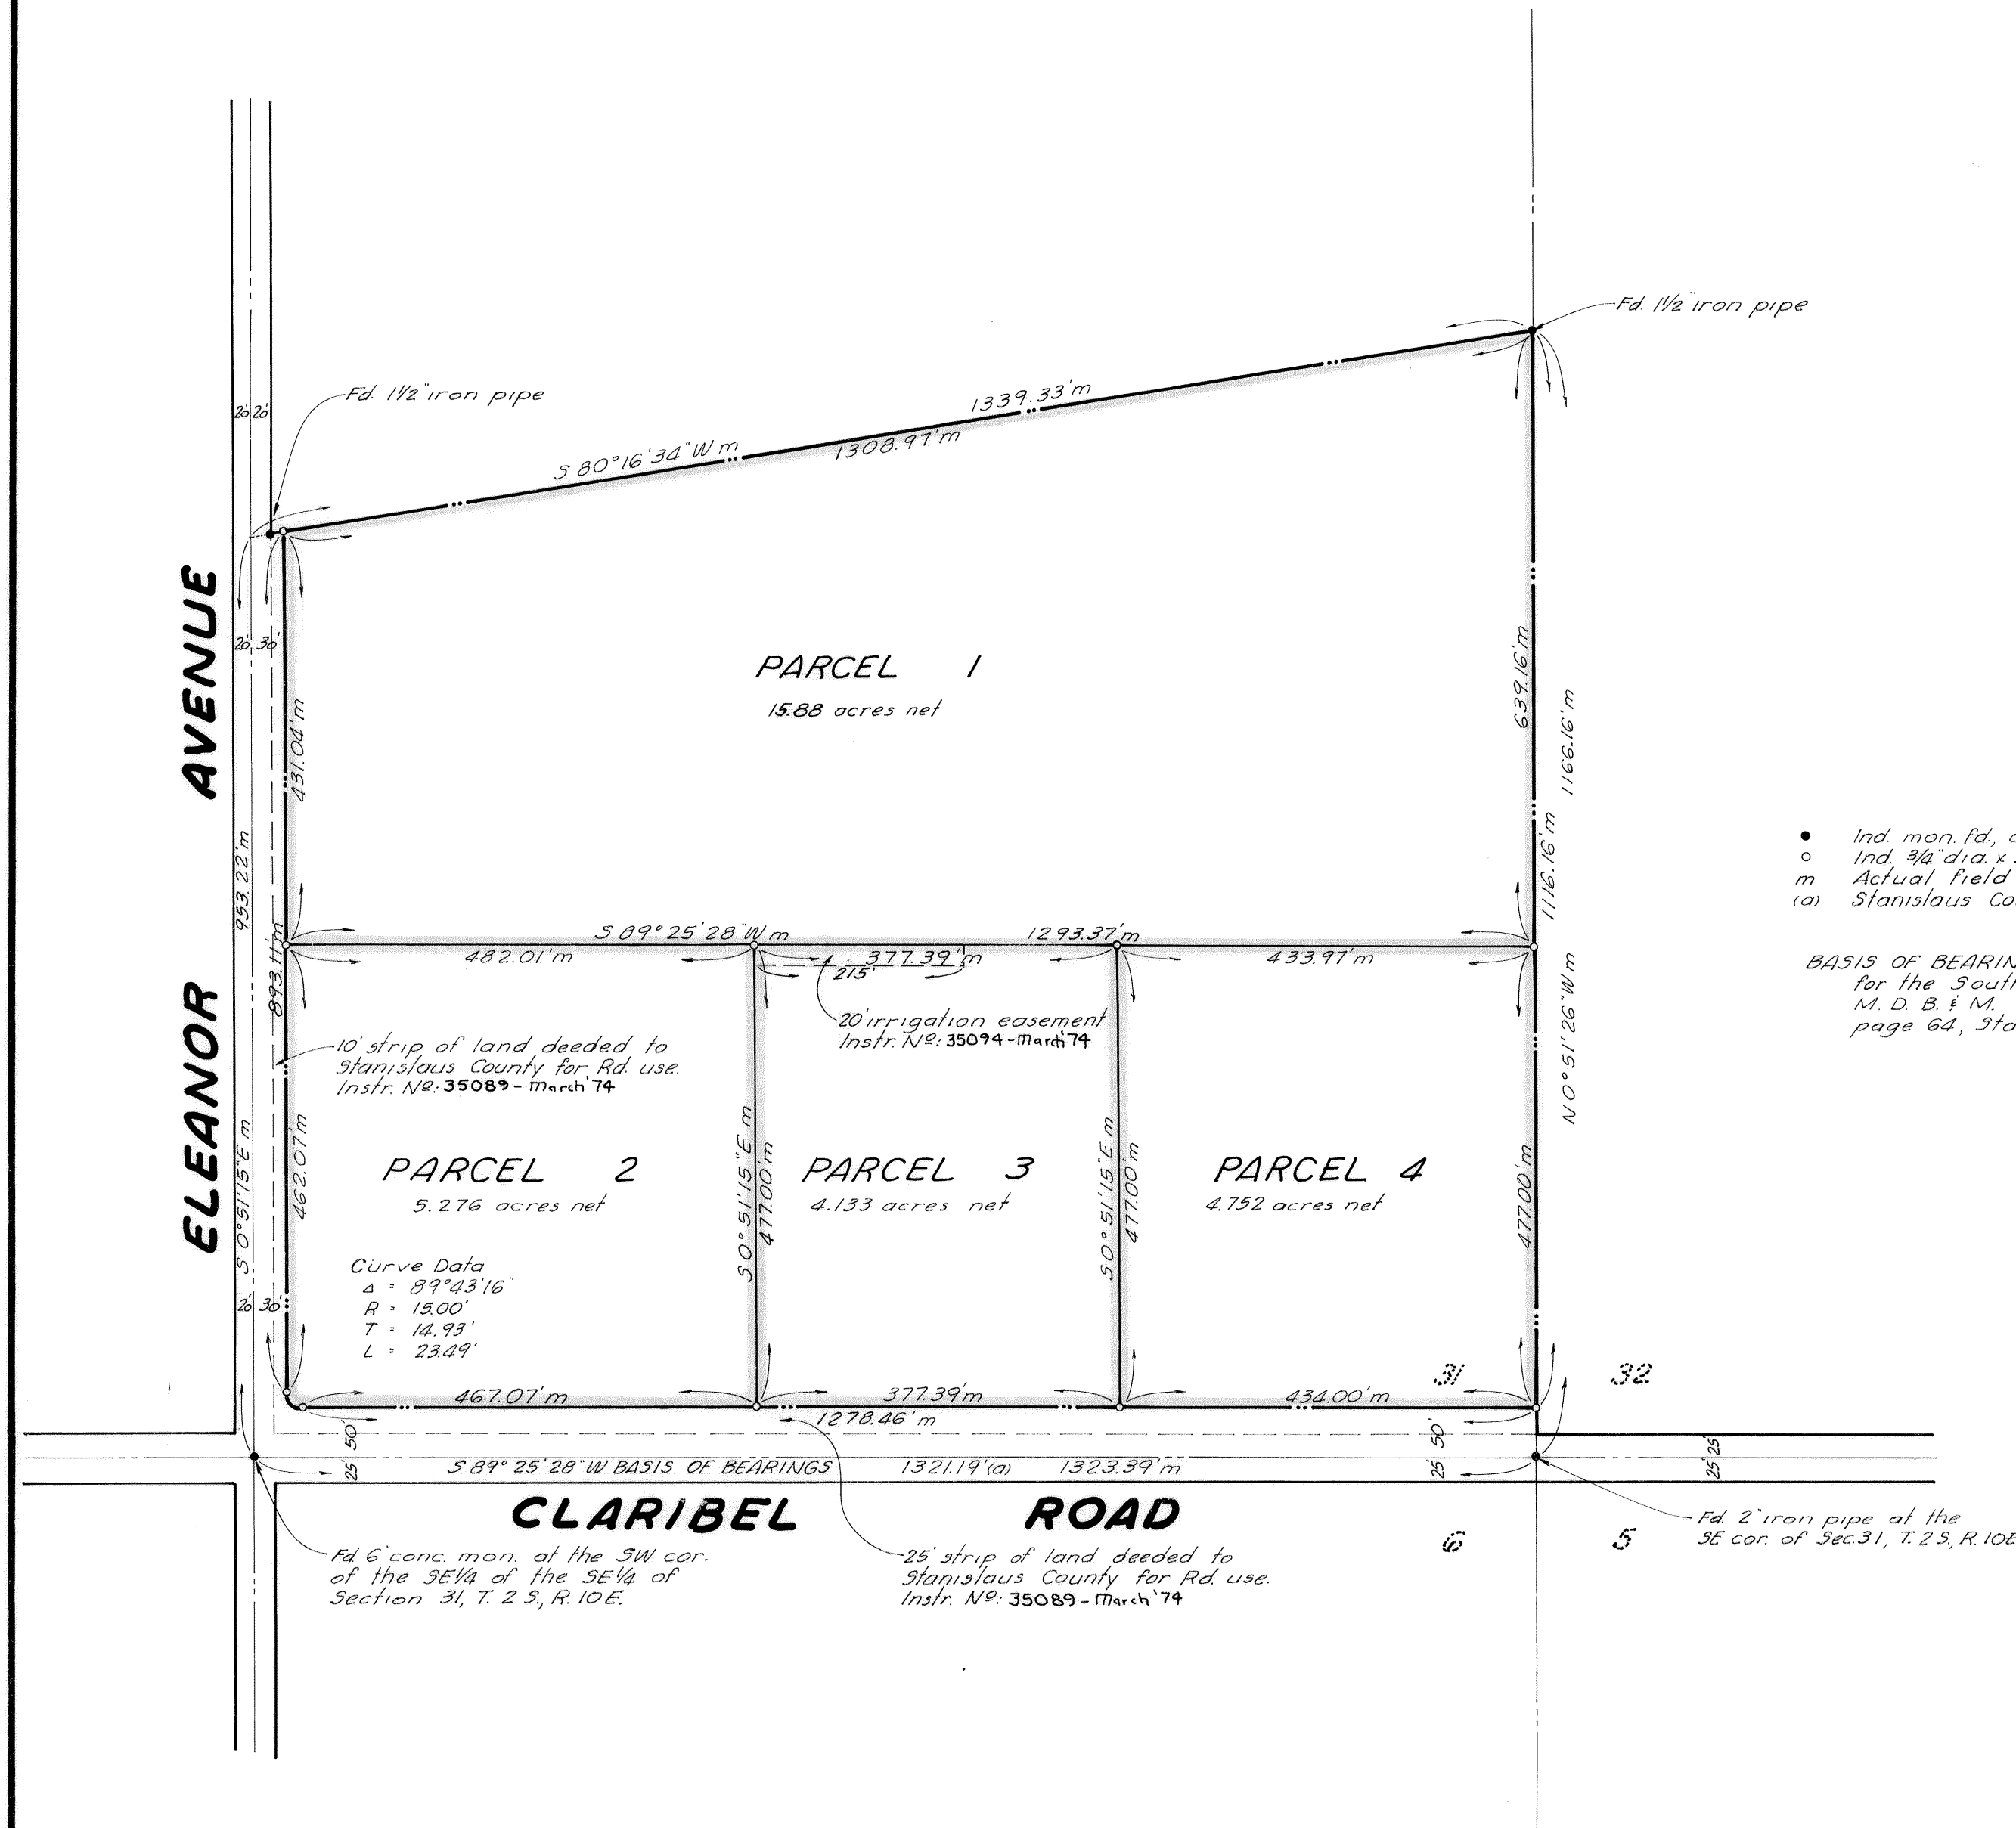 Fd. 1½" iron pipe
Fd. 1½" iron pipe
20' 20'
1339.33'm
S 80°16'34" W m
1308.97'm
20' 30'
AVENUE
ELEANOR
PARCEL 1
15.88 acres net
431.04'm
639.16'm
1166.16'm
1116.16'm
N 0°51'26" W m
953.22'm
893.11'm
S 0°51'15" E m
S 89°25'28" W m
1293.37'm
482.01'm
377.39'm
433.97'm
215'
20' irrigation easement
Instr. Nº: 35094-March '74
10' strip of land deeded to
Stanislaus County for Rd. use.
Instr. Nº: 35089-March '74
462.07'm
PARCEL 2
5.276 acres net
S 0°51'15" E m
477.00'm
PARCEL 3
4.133 acres net
S 0°51'15" E m
477.00'm
PARCEL 4
4.752 acres net
477.00'm
Curve Data
Δ = 89°43'16"
R = 15.00'
T = 14.93'
L = 23.49'
20' 30'
467.07'm
377.39'm
434.00'm
1278.46'm
31
32
25' 50'
25' 50'
25' 25'
S 89°25'28" W BASIS OF BEARINGS 1321.19'(a) 1323.39'm
CLARIBEL ROAD
6
5
Fd. 6" conc. mon. at the SW cor.
of the SE¼ of the SE¼ of
Section 31, T. 2 S., R. 10 E.
25' strip of land deeded to
Stanislaus County for Rd. use.
Instr. Nº: 35089-March '74
Fd. 2" iron pipe at the
SE cor. of Sec. 31, T. 2 S., R. 10E
Ind. mon. fd.,
Ind. 3/4" dia. x
m Actual field
(a) Stanislaus Co
BASIS OF BEARIN
for the South
M. D. B. & M.
page 64, Sta